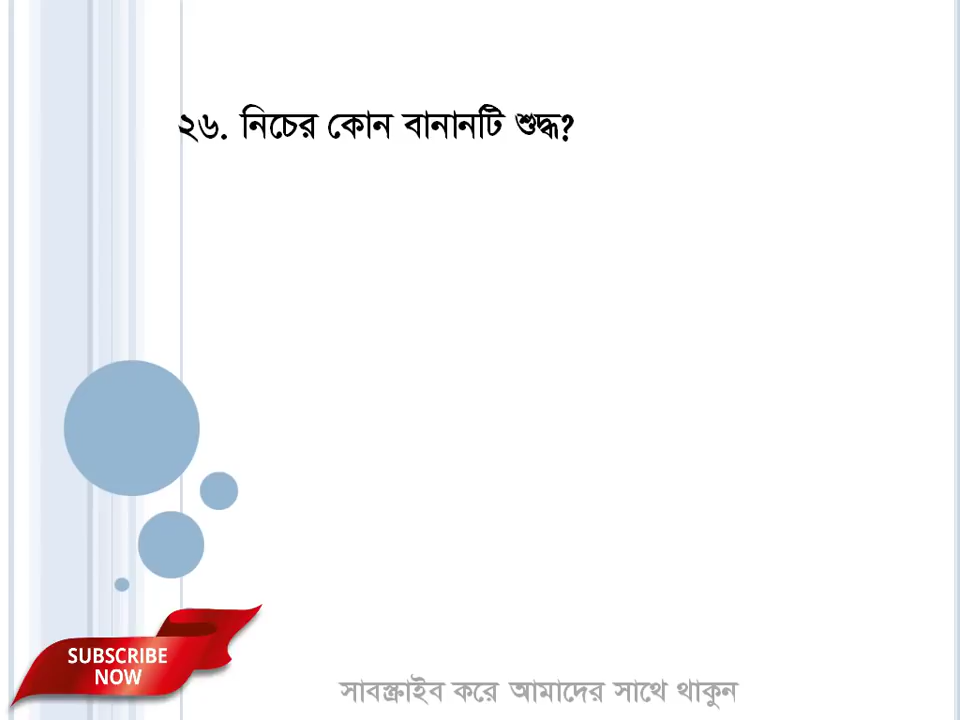 ২৬. নিচের কোন বানানটি শুদ্ধ?
SUBSCRIBE
NOW
সাবস্ক্রাইব করে আমাদের সাথে থাকুন